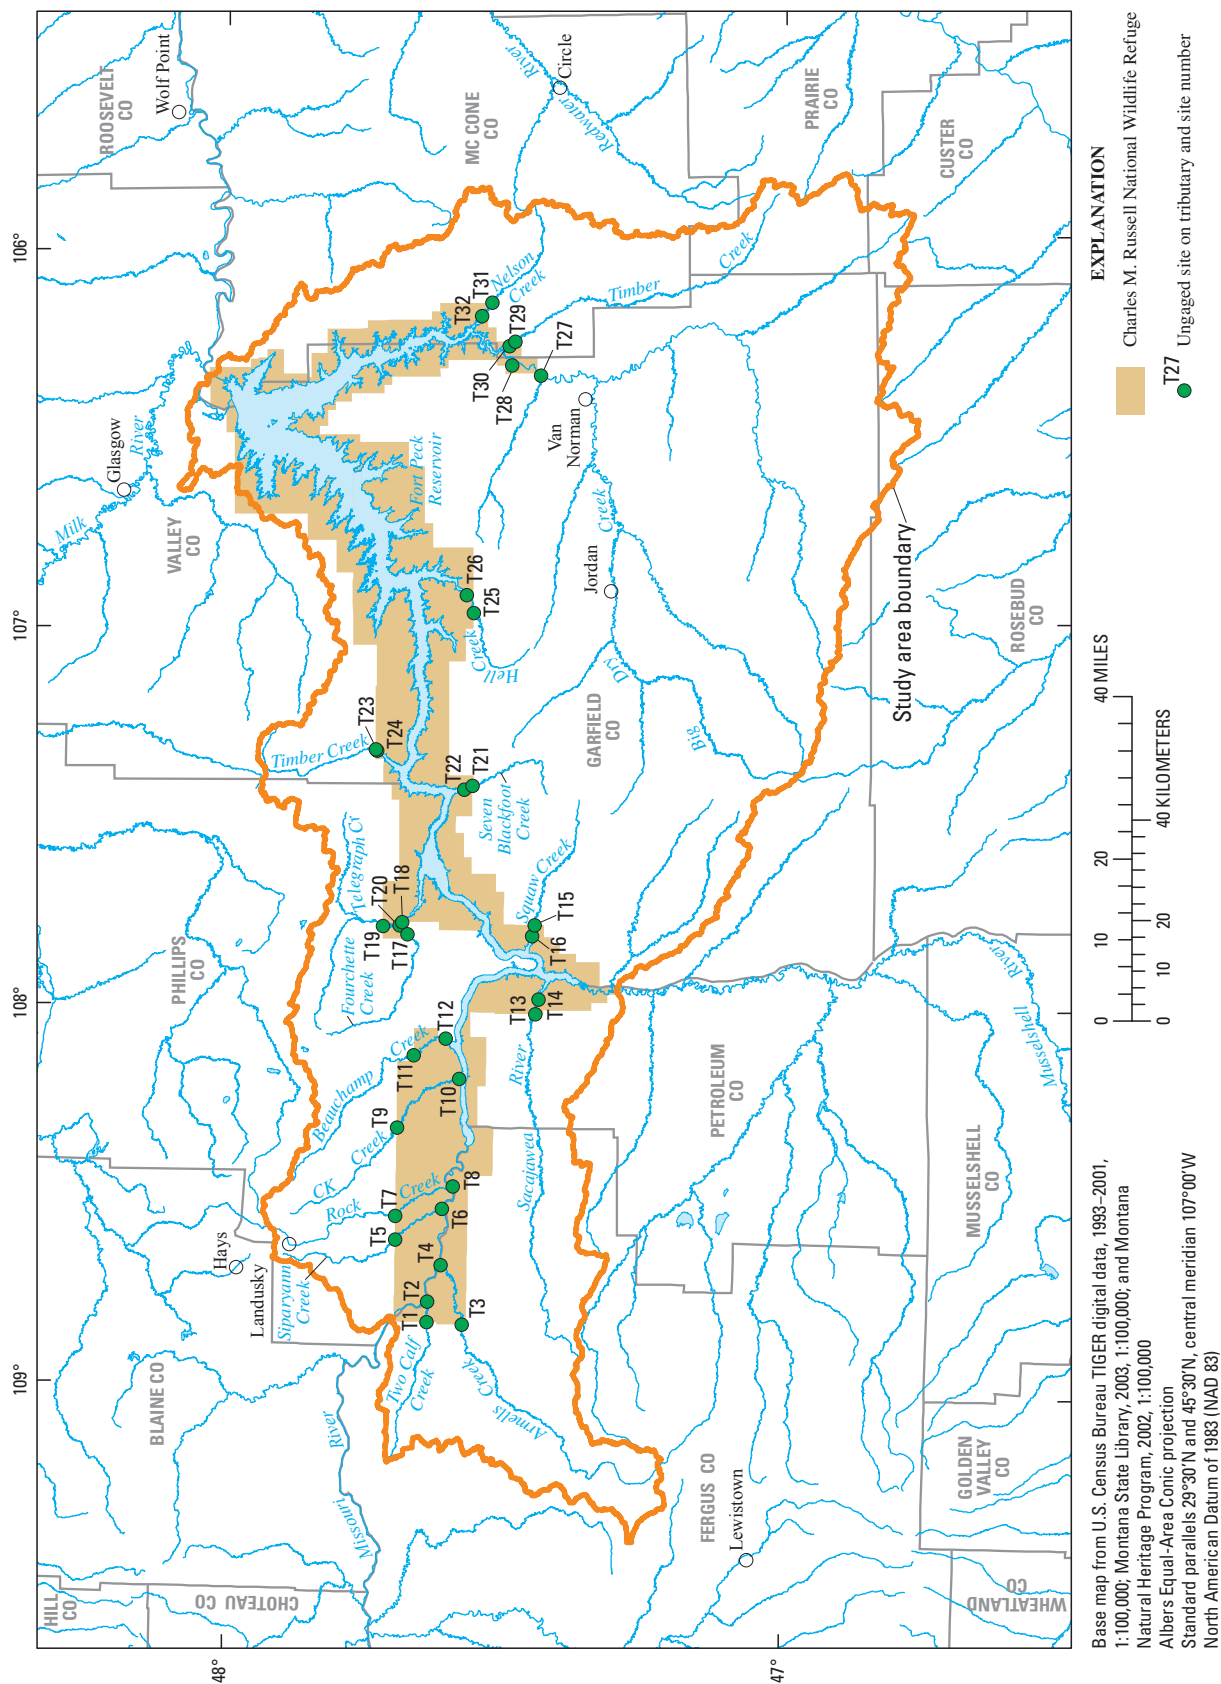 109°
108°
107°
106°
48°
47°
HILL
CO
CHOTEAU CO
BLAINE CO
PHILLIPS
CO
VALLEY
CO
ROOSEVELT
CO
MC CONE
CO
PRAIRIE
CO
CUSTER
CO
ROSEBUD
CO
GARFIELD
CO
PETROLEUM
CO
MUSSELSHELL
CO
GOLDEN
VALLEY
CO
WHEATLAND
CO
FERGUS CO
Hays
Landusky
Glasgow
Wolf Point
Circle
Van
Norman
Jordan
Lewistown
Missouri
River
Milk
River
Redwater
River
Musselshell
River
Sacajawea
River
Two Calf
Creek
Armells
Creek
Siparyann
Creek
Rock
Creek
CK
Creek
Beauchamp
Creek
Fourchette
Creek
Telegraph Cr
Timber Creek
Squaw Creek
Seven
Blackfoot
Creek
Hell
Creek
Big
Dry
Creek
Timber
Creek
Nelson
Creek
Fort Peck
Reservoir
T1
T2
T3
T4
T5
T6
T7
T8
T9
T10
T11
T12
T13
T14
T15
T16
T17
T18
T19
T20
T21
T22
T23
T24
T25
T26
T27
T28
T29
T30
T31
T32
Study area boundary
Base map from U.S. Census Bureau TIGER digital data, 1993–2001,
1:100,000; Montana State Library, 2003, 1:100,000; and Montana
Natural Heritage Program, 2002, 1:100,000
Albers Equal-Area Conic projection
Standard parallels 29°30'N and 45°30'N, central meridian 107°00'W
North American Datum of 1983 (NAD 83)
0 10 20 40 MILES
0 10 20 40 KILOMETERS
EXPLANATION
Charles M. Russell National Wildlife Refuge
T27
Ungaged site on tributary and site number